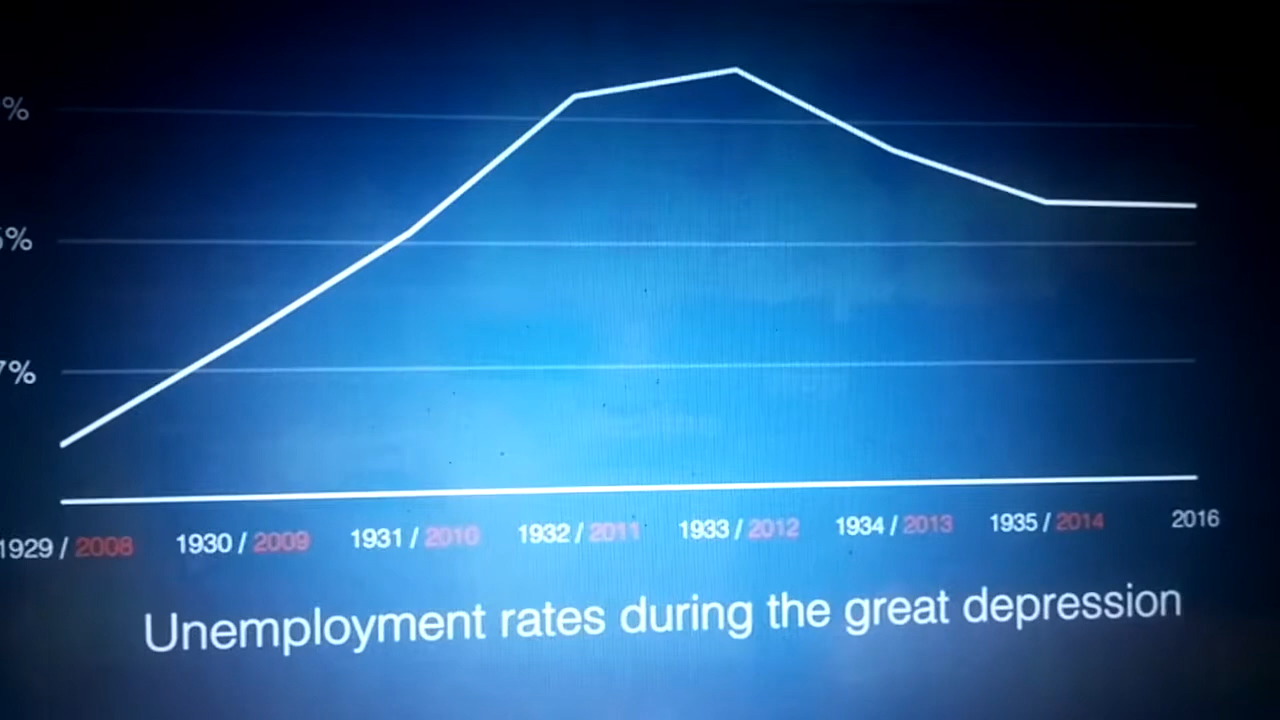 %
5%
7%
1929 / 2008 1930 / 2009 1931 / 2010 1932 / 2011 1933 / 2012 1934 / 2013 1935 / 2014 2016
Unemployment rates during the great depression